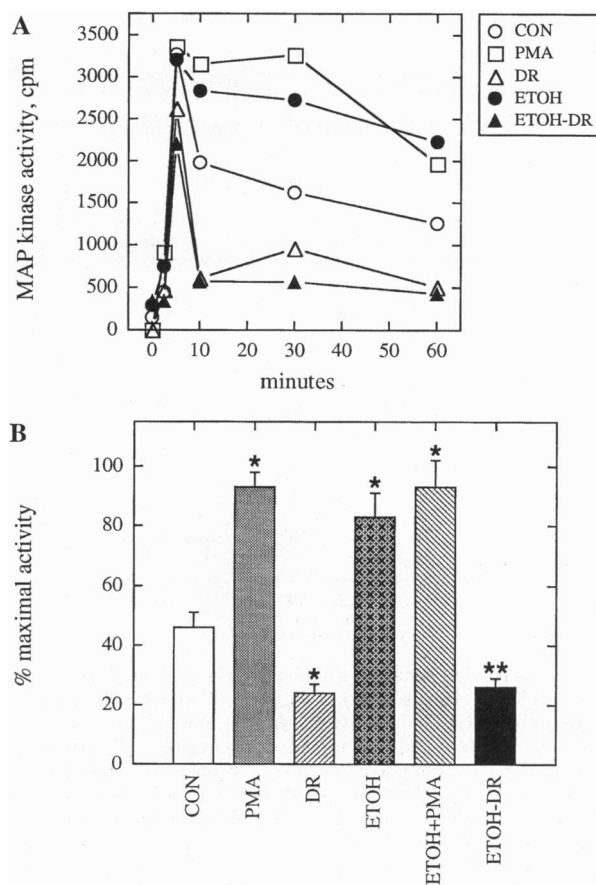 A
3500
3000
2500
2000
1500
1000
500
0
MAP kinase activity, cpm
0 10 20 30 40 50 60
minutes
CON
PMA
DR
ETOH
ETOH-DR
B
100
80
60
40
20
0
% maximal activity
*
*
*
*
**
CON
PMA
DR
ETOH
ETOH+PMA
ETOH-DR